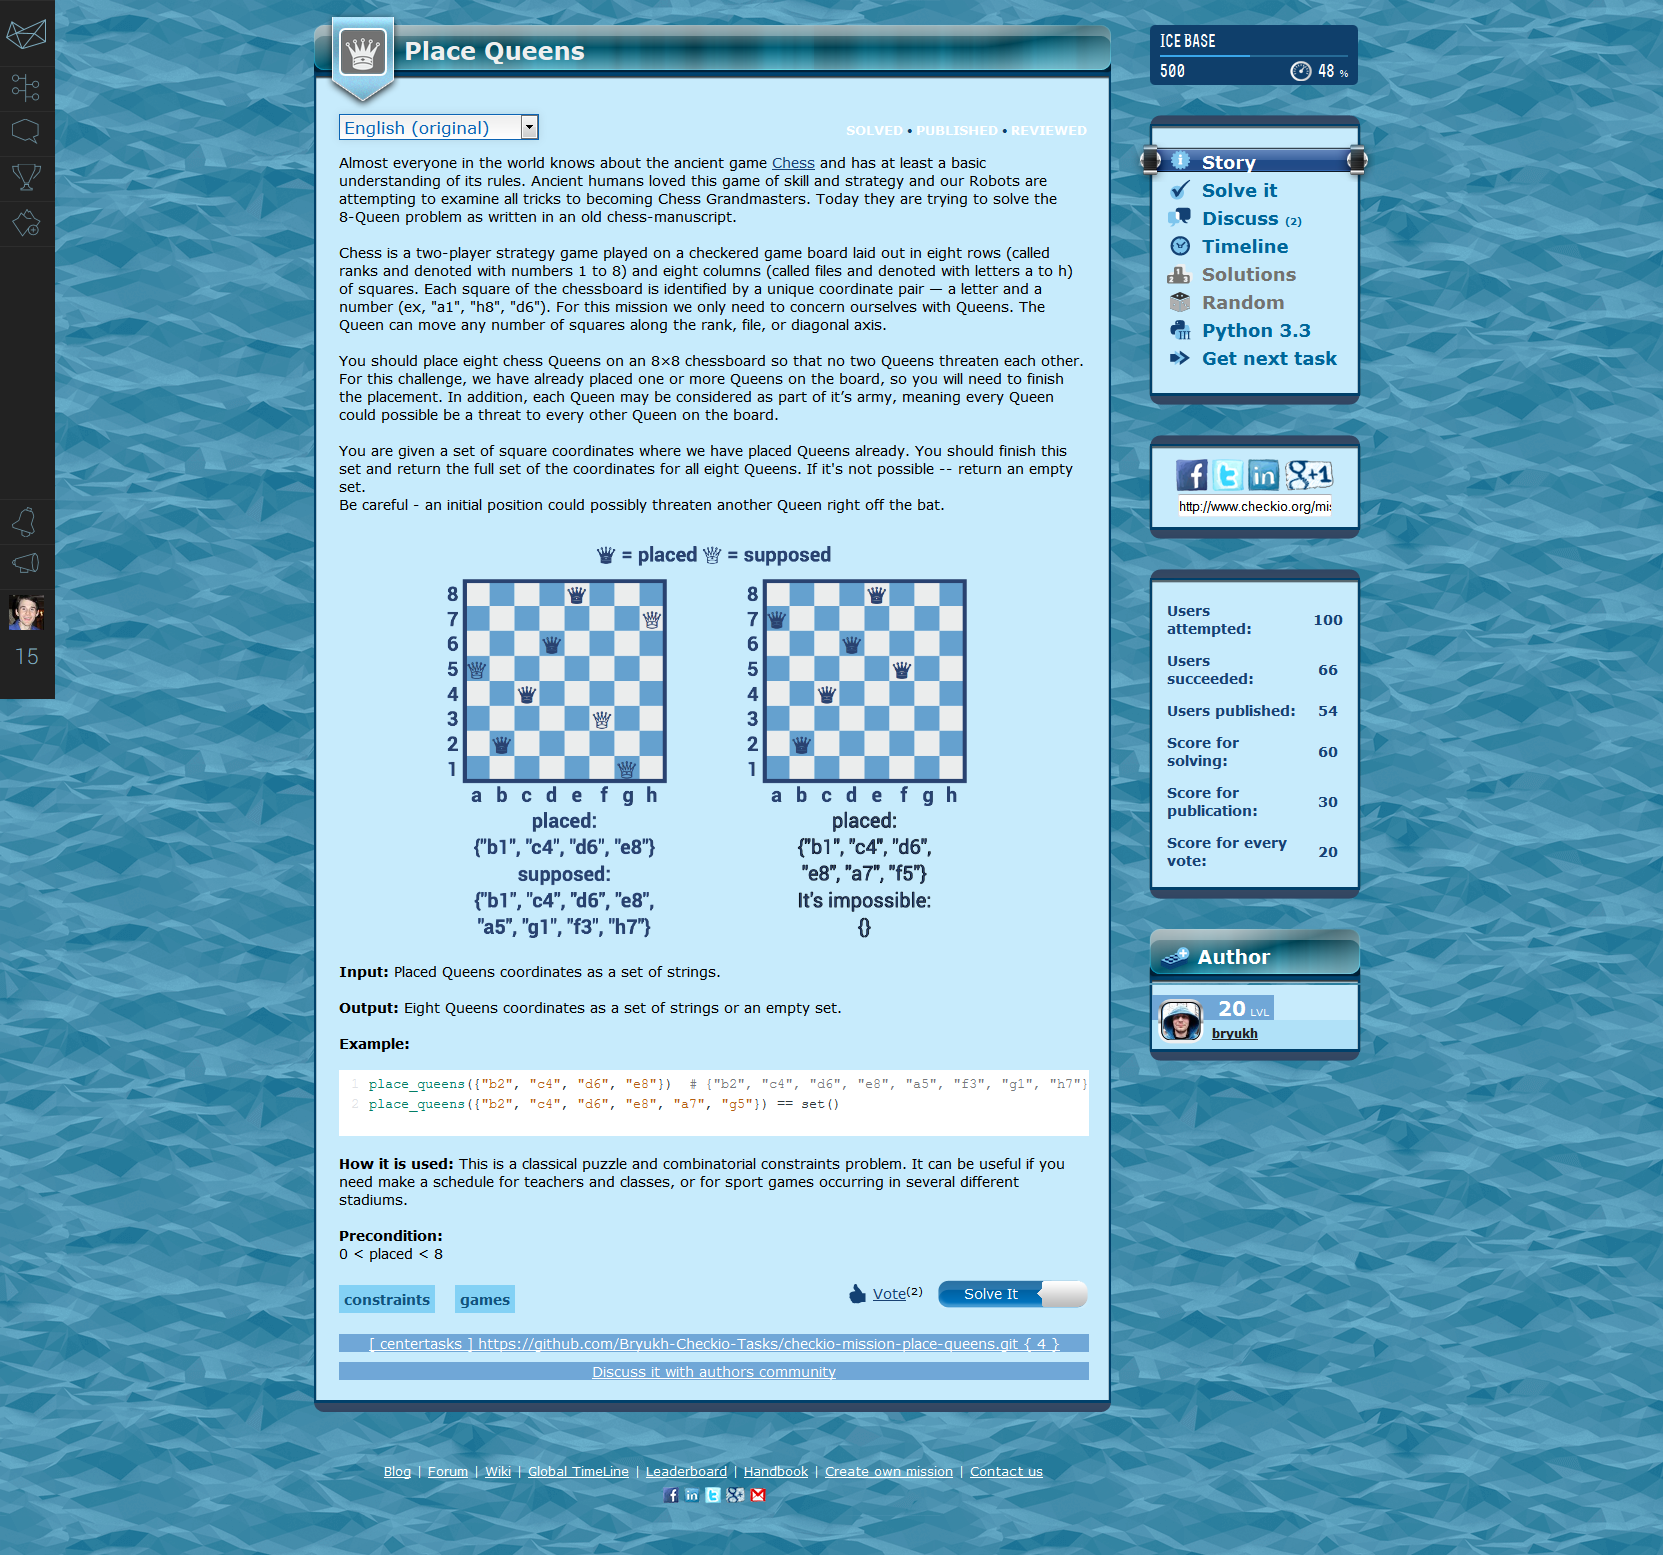 Place Queens
English (original)
SOLVED • PUBLISHED • REVIEWED
Almost everyone in the world knows about the ancient game Chess and has at least a basic
understanding of its rules. Ancient humans loved this game of skill and strategy and our Robots are
attempting to examine all tricks to becoming Chess Grandmasters. Today they are trying to solve the
8-Queen problem as written in an old chess-manuscript.
Chess is a two-player strategy game played on a checkered game board laid out in eight rows (called
ranks and denoted with numbers 1 to 8) and eight columns (called files and denoted with letters a to h)
of squares. Each square of the chessboard is identified by a unique coordinate pair — a letter and a
number (ex, "a1", "h8", "d6"). For this mission we only need to concern ourselves with Queens. The
Queen can move any number of squares along the rank, file, or diagonal axis.
You should place eight chess Queens on an 8×8 chessboard so that no two Queens threaten each other.
For this challenge, we have already placed one or more Queens on the board, so you will need to finish
the placement. In addition, each Queen may be considered as part of it's army, meaning every Queen
could possible be a threat to every other Queen on the board.
You are given a set of square coordinates where we have placed Queens already. You should finish this
set and return the full set of the coordinates for all eight Queens. If it's not possible -- return an empty
set.
Be careful - an initial position could possibly threaten another Queen right off the bat.
= placed = supposed
8
7
6
5
4
3
2
1
a b c d e f g h
placed:
{"b1", "c4", "d6", "e8"}
supposed:
{"b1", "c4", "d6", "e8",
"a5", "g1", "f3", "h7"}
8
7
6
5
4
3
2
1
a b c d e f g h
placed:
{"b1", "c4", "d6",
"e8", "a7", "f5"}
It's impossible:
{}
Input: Placed Queens coordinates as a set of strings.
Output: Eight Queens coordinates as a set of strings or an empty set.
Example:
1 place_queens({"b2", "c4", "d6", "e8"})  # {"b2", "c4", "d6", "e8", "a5", "f3", "g1", "h7"}
2 place_queens({"b2", "c4", "d6", "e8", "a7", "g5"}) == set()
How it is used: This is a classical puzzle and combinatorial constraints problem. It can be useful if you
need make a schedule for teachers and classes, or for sport games occurring in several different
stadiums.
Precondition:
0 < placed < 8
constraints games
Vote(2) Solve It
[ centertasks ] https://github.com/Bryukh-Checkio-Tasks/checkio-mission-place-queens.git { 4 }
Discuss it with authors community
Blog | Forum | Wiki | Global TimeLine | Leaderboard | Handbook | Create own mission | Contact us
15
ICE BASE
500 48 %
Story
Solve it
Discuss (2)
Timeline
Solutions
Random
Python 3.3
Get next task
g+1
http://www.checkio.org/mis
Users
attempted: 100
Users
succeeded: 66
Users published: 54
Score for
solving: 60
Score for
publication: 30
Score for every
vote: 20
Author
20 LVL
bryukh